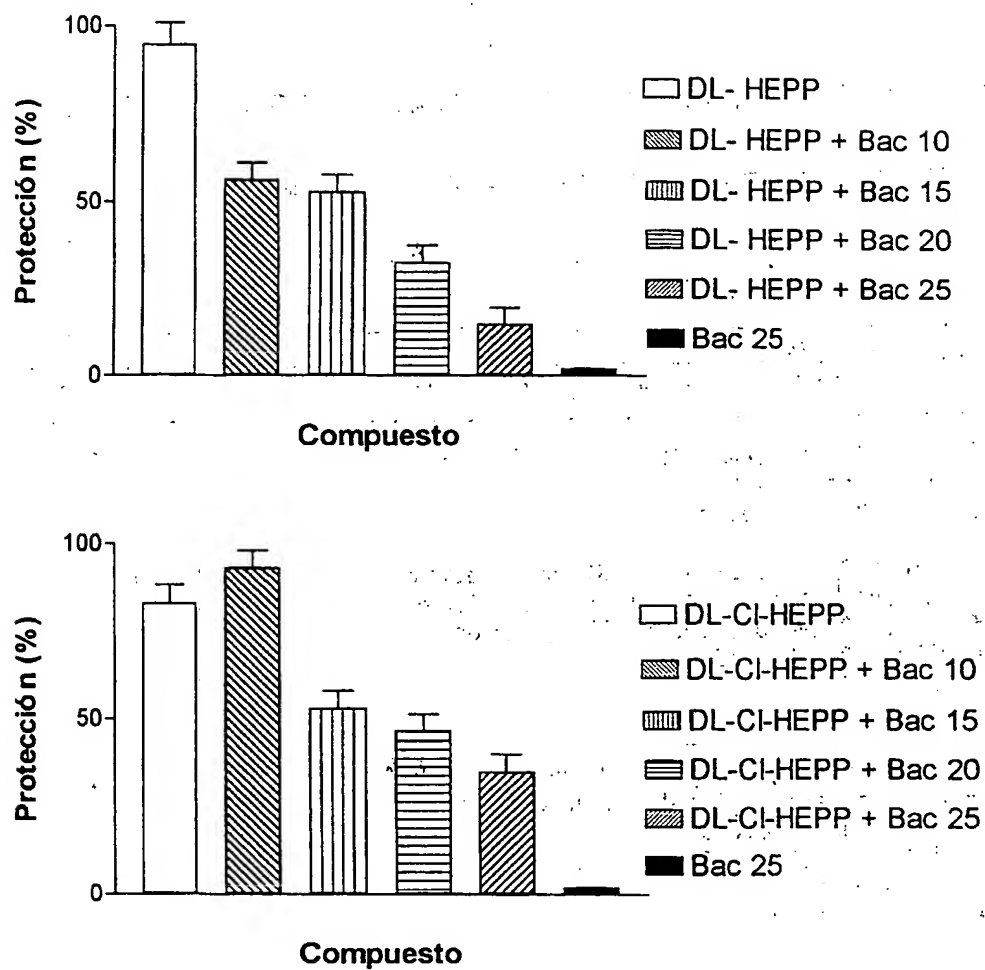 100
50
0
Protección (%)
Compuesto
DL- HEPP
DL- HEPP + Bac 10
DL- HEPP + Bac 15
DL- HEPP + Bac 20
DL- HEPP + Bac 25
Bac 25
100
50
0
Protección (%)
Compuesto
DL-Cl-HEPP
DL-Cl-HEPP + Bac 10
DL-Cl-HEPP + Bac 15
DL-Cl-HEPP + Bac 20
DL-Cl-HEPP + Bac 25
Bac 25